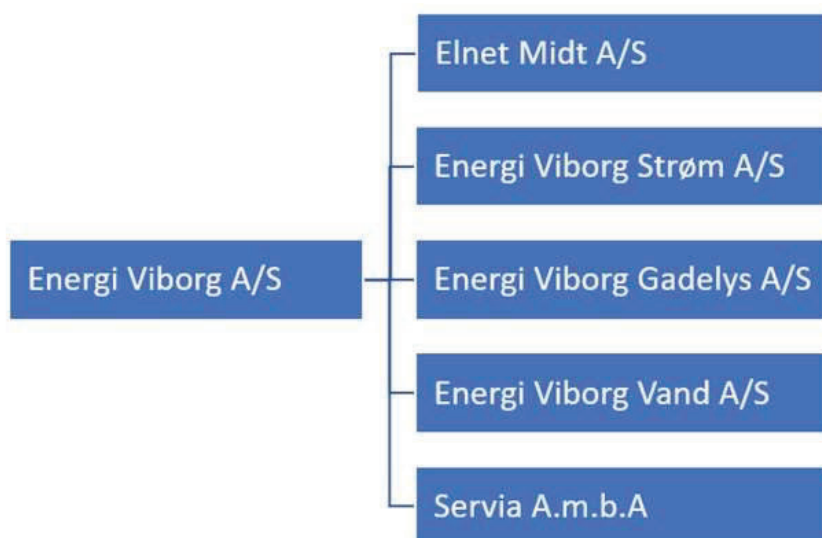 Elnet Midt A/S
Energi Viborg Strøm A/S
Energi Viborg A/S
Energi Viborg Gadelys A/S
Energi Viborg Vand A/S
Servia A.m.b.A